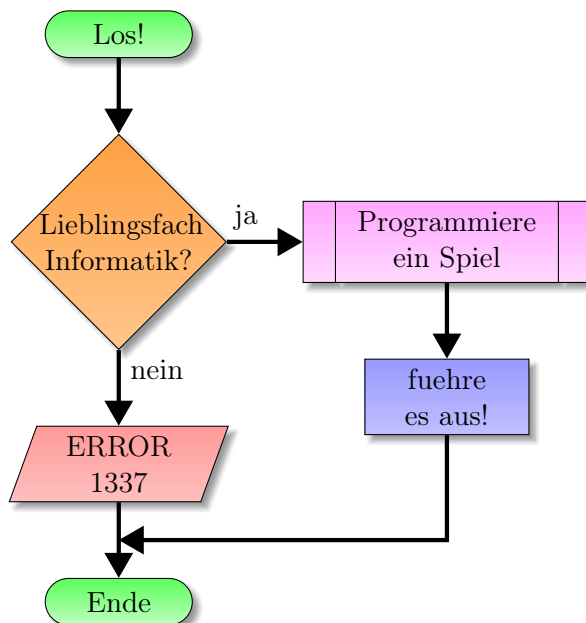 Los!
Lieblingsfach
Informatik?
ja
Programmiere
ein Spiel
nein
fuehre
es aus!
ERROR
1337
Ende